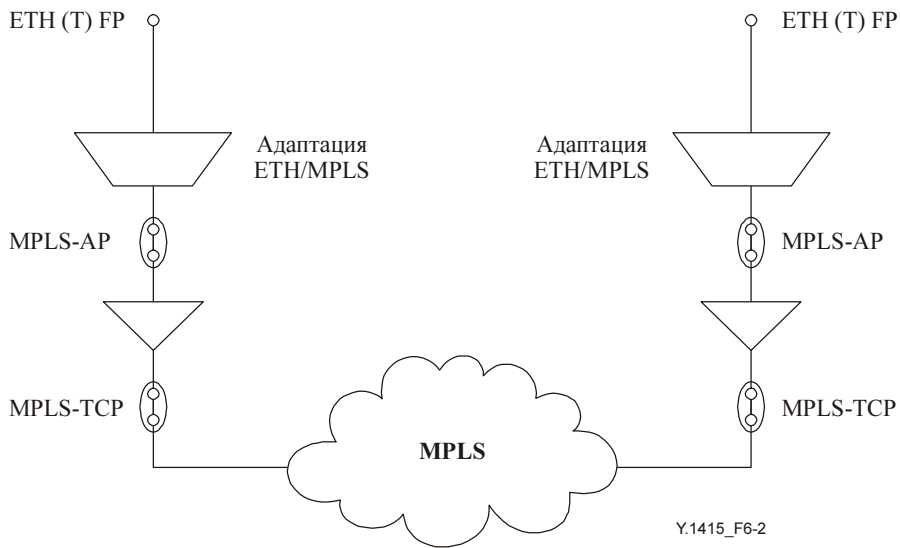 ETH (T) FP
ETH (T) FP
Адаптация
ETH/MPLS
Адаптация
ETH/MPLS
MPLS-AP
MPLS-AP
MPLS-TCP
MPLS-TCP
MPLS
Y.1415_F6-2